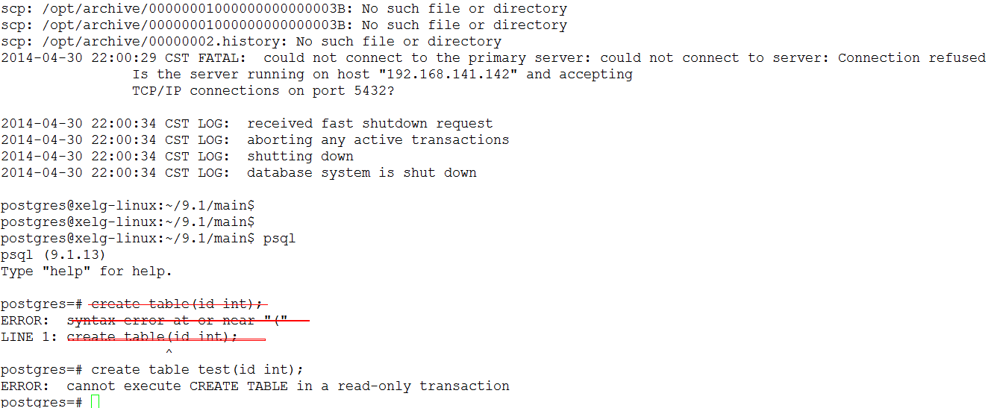 scp: /opt/archive/00000001000000000000003B: No such file or directory
scp: /opt/archive/00000001000000000000003B: No such file or directory
scp: /opt/archive/00000002.history: No such file or directory
2014-04-30 22:00:29 CST FATAL:  could not connect to the primary server: could not connect to server: Connection refused
Is the server running on host "192.168.141.142" and accepting
TCP/IP connections on port 5432?
2014-04-30 22:00:34 CST LOG:  received fast shutdown request
2014-04-30 22:00:34 CST LOG:  aborting any active transactions
2014-04-30 22:00:34 CST LOG:  shutting down
2014-04-30 22:00:34 CST LOG:  database system is shut down
postgres@xelg-linux:~/9.1/main$
postgres@xelg-linux:~/9.1/main$
postgres@xelg-linux:~/9.1/main$ psql
psql (9.1.13)
Type "help" for help.
postgres=# create table(id int);
ERROR:  syntax error at or near "("
LINE 1: create table(id int);
^
postgres=# create table test(id int);
ERROR:  cannot execute CREATE TABLE in a read-only transaction
postgres=#